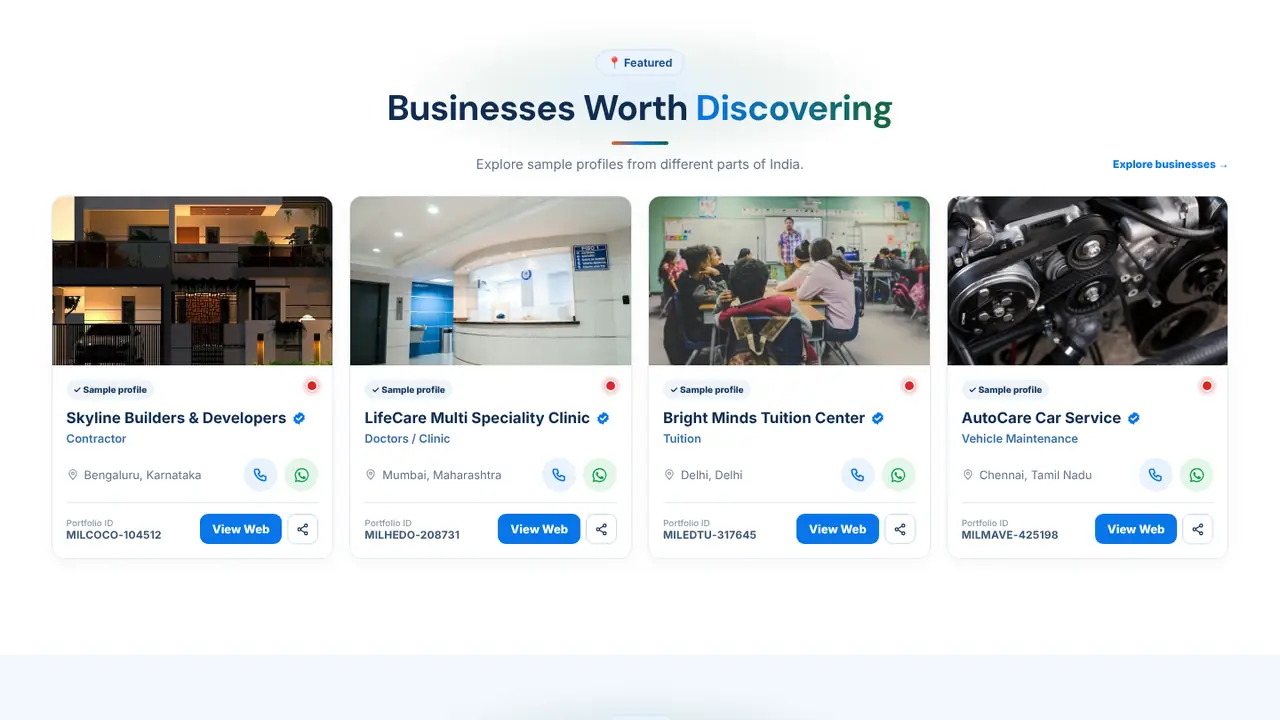 📍 Featured
Businesses Worth Discovering
Explore sample profiles from different parts of India.
Explore businesses →
✓ Sample profile
Skyline Builders & Developers
Contractor
Bengaluru, Karnataka
Portfolio ID
MILCOCO-104512
View Web
✓ Sample profile
LifeCare Multi Speciality Clinic
Doctors / Clinic
Mumbai, Maharashtra
Portfolio ID
MILHEDO-208731
View Web
✓ Sample profile
Bright Minds Tuition Center
Tuition
Delhi, Delhi
Portfolio ID
MILEDTU-317645
View Web
✓ Sample profile
AutoCare Car Service
Vehicle Maintenance
Chennai, Tamil Nadu
Portfolio ID
MILMAVE-425198
View Web